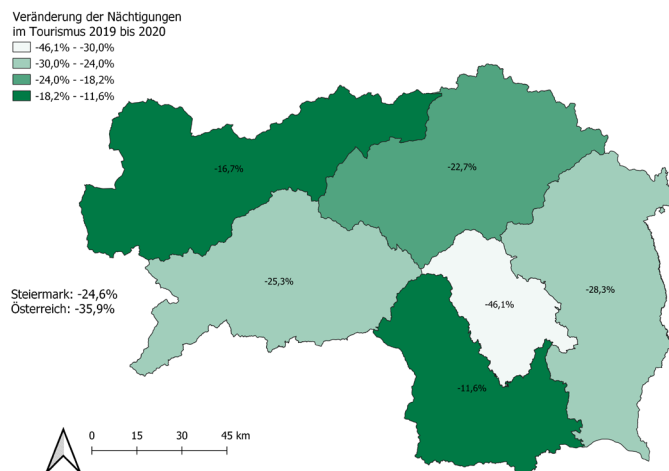 Veränderung der Nächtigungen
im Tourismus 2019 bis 2020
-46,1% - -30,0%
-30,0% - -24,0%
-24,0% - -18,2%
-18,2% - -11,6%
-16,7%
-22,7%
-25,3%
-28,3%
-46,1%
-11,6%
Steiermark: -24,6%
Österreich: -35,9%
0 15 30 45 km